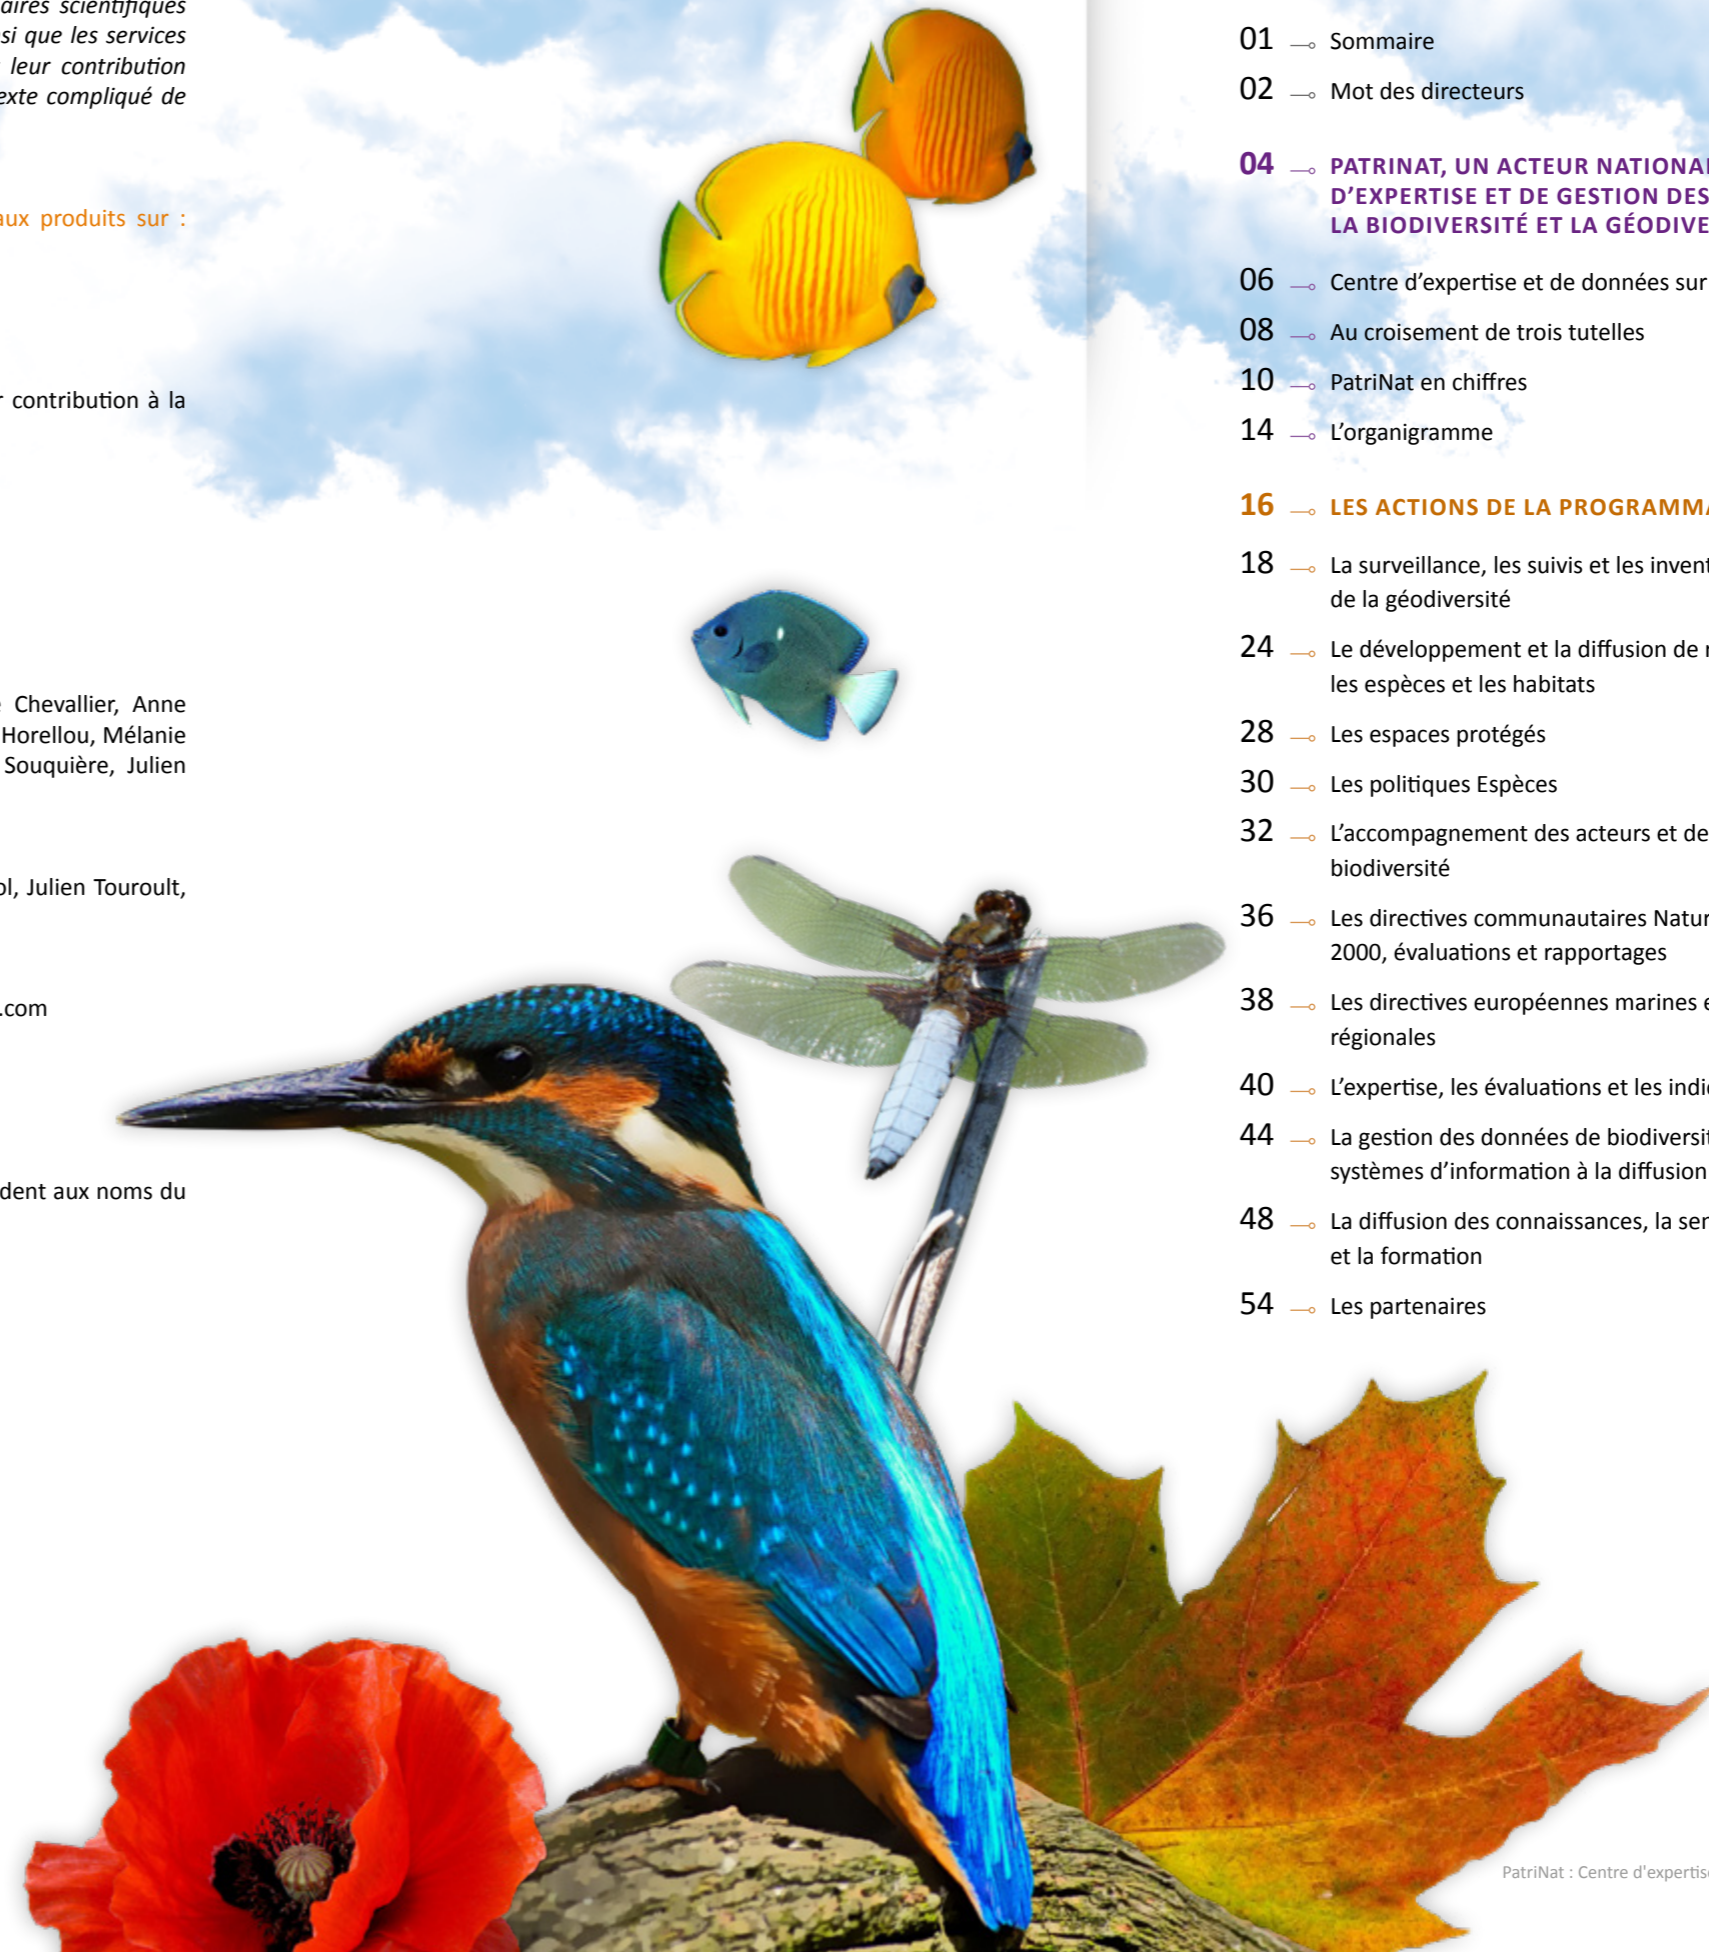 aires scientifiques
si que les services
leur contribution
exte compliqué de
aux produits sur :
contribution à la
Chevallier, Anne
Horellou, Mélanie
Souquière, Julien
ol, Julien Touroult,
.com
dent aux noms du
01 Sommaire
02 Mot des directeurs
04 PATRINAT, UN ACTEUR NATIONAL
D’EXPERTISE ET DE GESTION DES
LA BIODIVERSITÉ ET LA GÉODIVE
06 Centre d’expertise et de données sur
08 Au croisement de trois tutelles
10 PatriNat en chiffres
14 L’organigramme
16 LES ACTIONS DE LA PROGRAMMA
18 La surveillance, les suivis et les invent
de la géodiversité
24 Le développement et la diffusion de r
les espèces et les habitats
28 Les espaces protégés
30 Les politiques Espèces
32 L’accompagnement des acteurs et de
biodiversité
36 Les directives communautaires Natur
2000, évaluations et rapportages
38 Les directives européennes marines e
régionales
40 L’expertise, les évaluations et les indic
44 La gestion des données de biodiversit
systèmes d’information à la diffusion
48 La diffusion des connaissances, la sen
et la formation
54 Les partenaires
PatriNat : Centre d'expertise